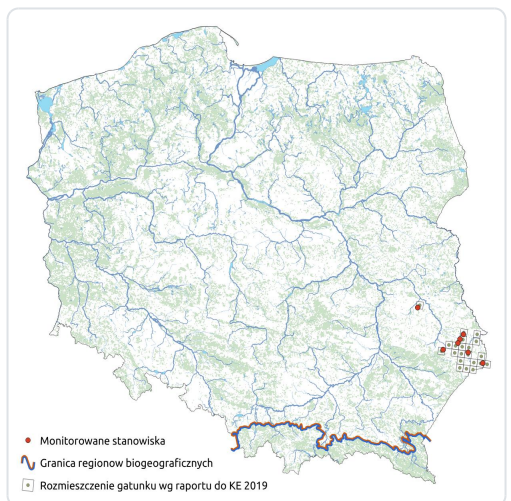 Monitorowane stanowiska
Granica regionow biogeograficznych
Rozmieszczenie gatunku wg raportu do KE 2019